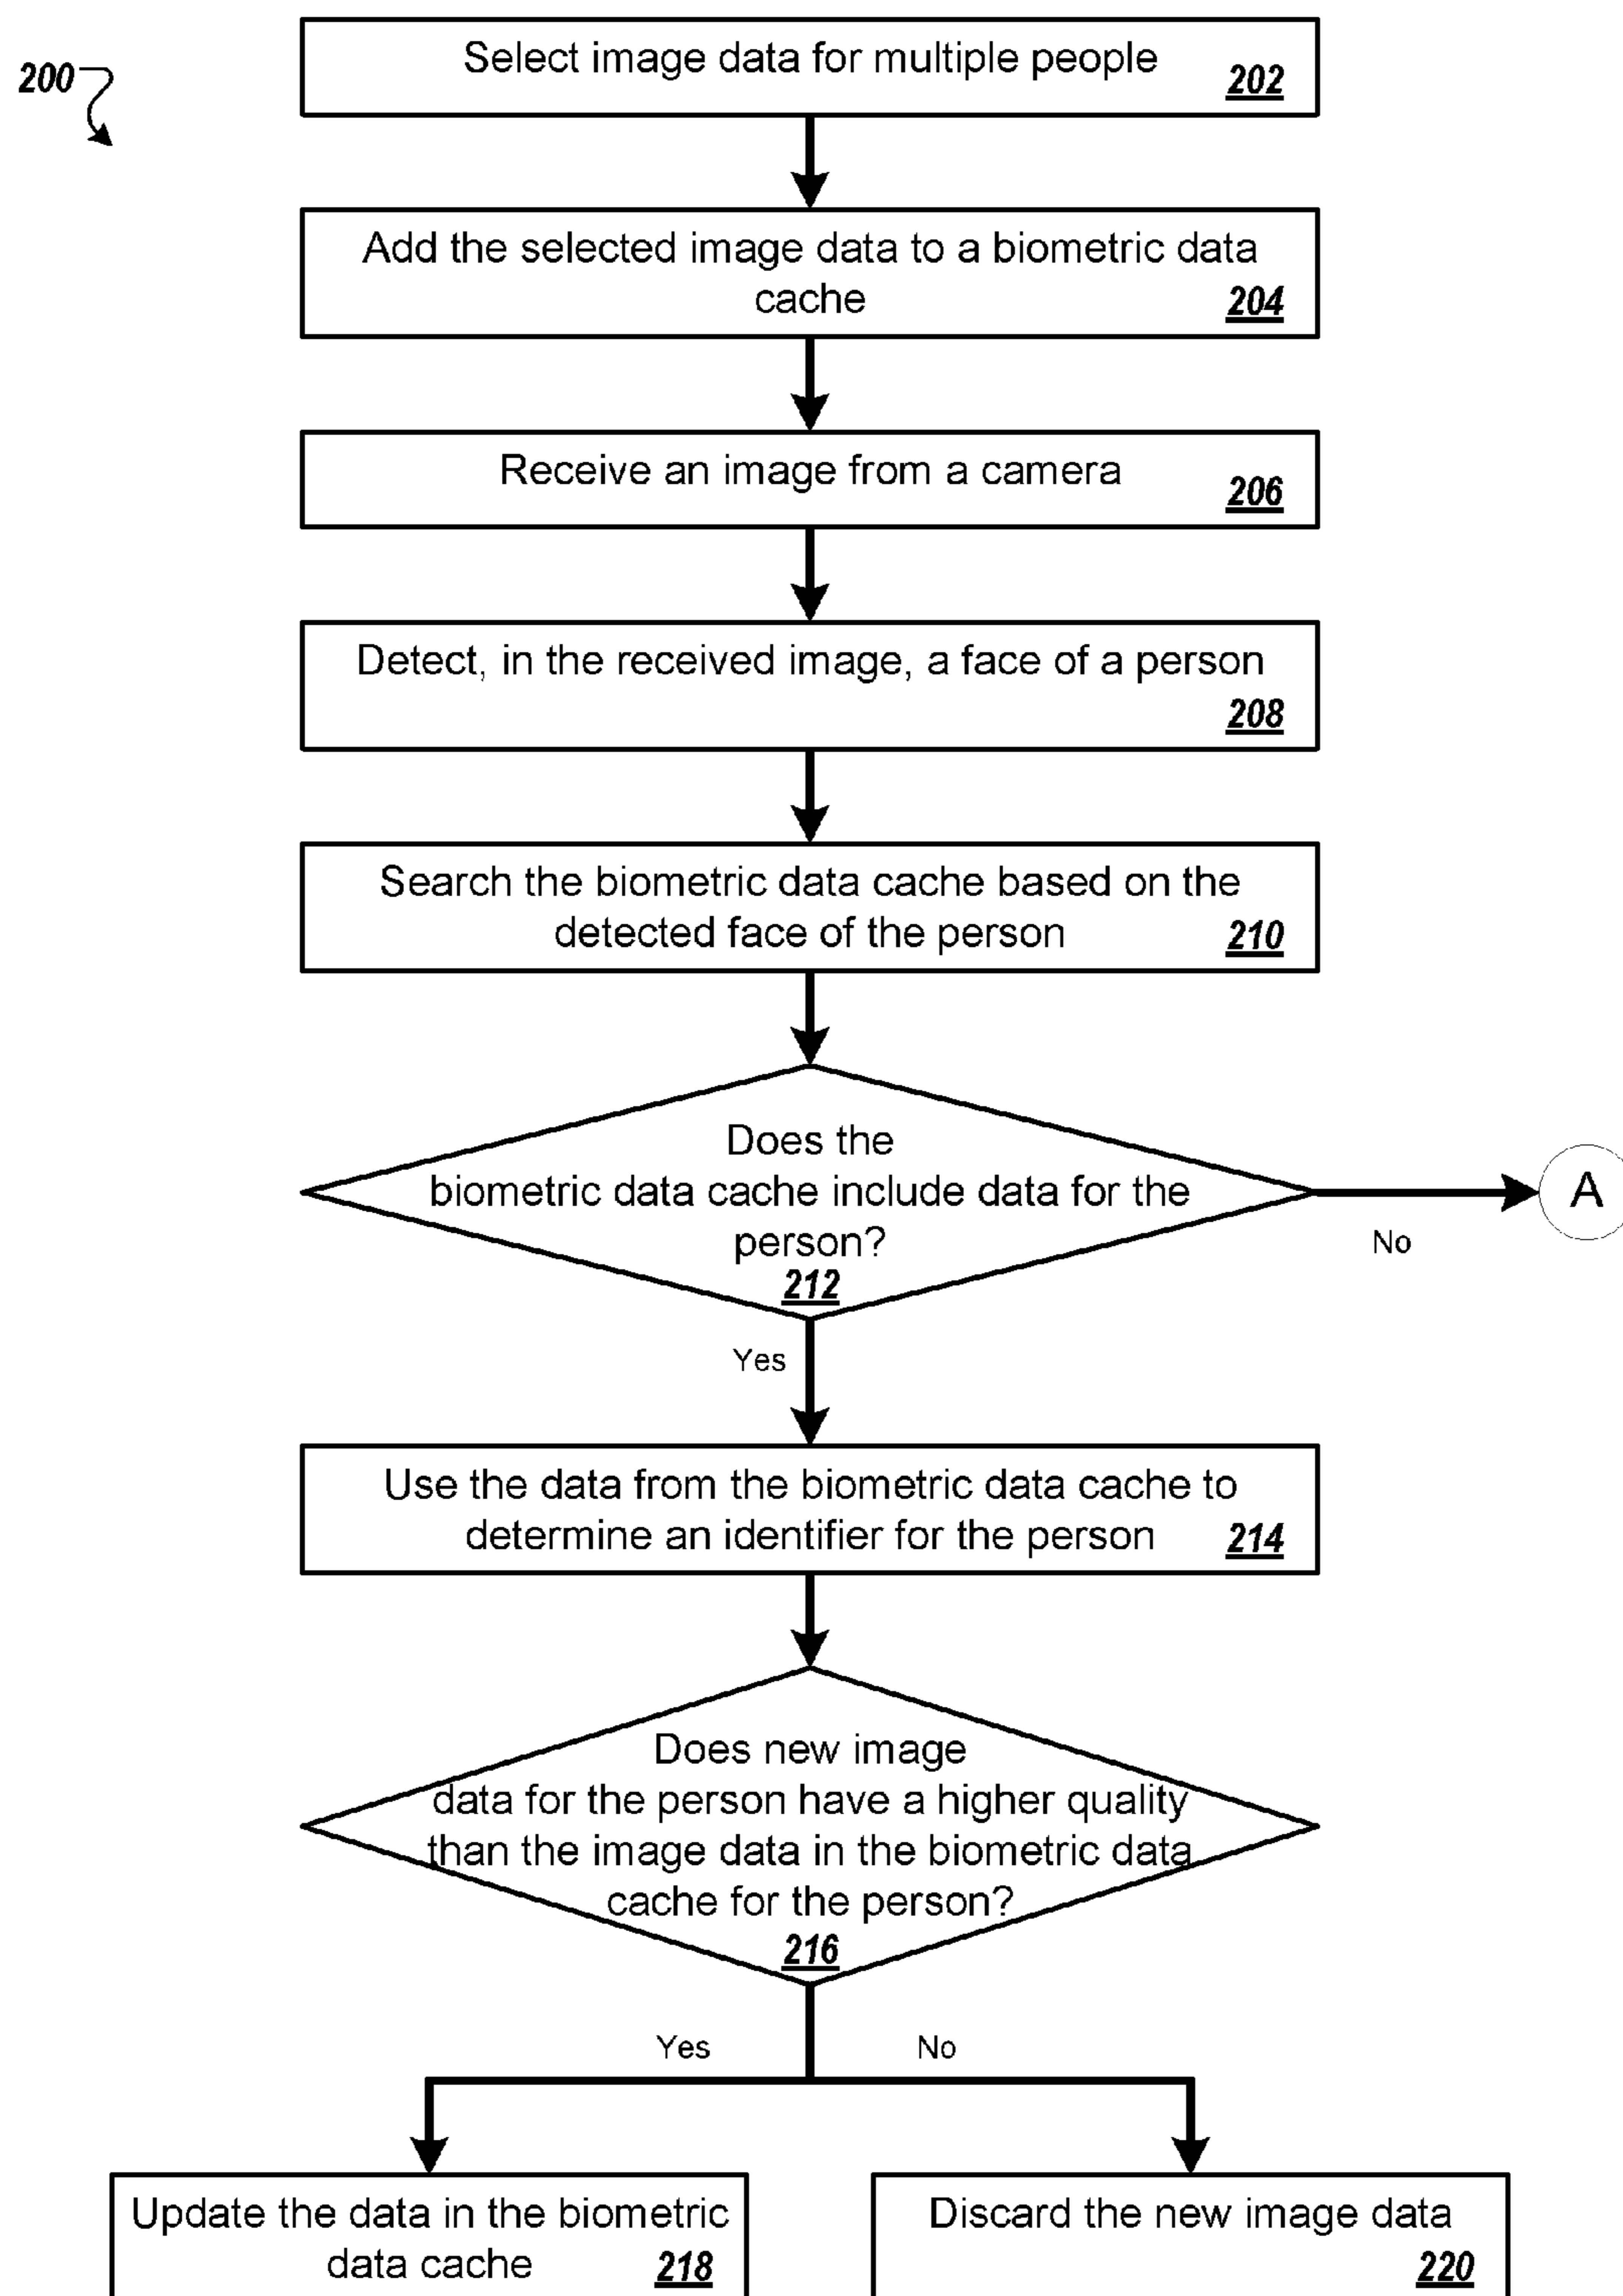 200
Select image data for multiple people
202
Add the selected image data to a biometric data
cache
204
Receive an image from a camera
206
Detect, in the received image, a face of a person
208
Search the biometric data cache based on the
detected face of the person
210
Does the
biometric data cache include data for the
person?
212
No
A
Yes
Use the data from the biometric data cache to
determine an identifier for the person
214
Does new image
data for the person have a higher quality
than the image data in the biometric data
cache for the person?
216
Yes
No
Update the data in the biometric
data cache
218
Discard the new image data
220